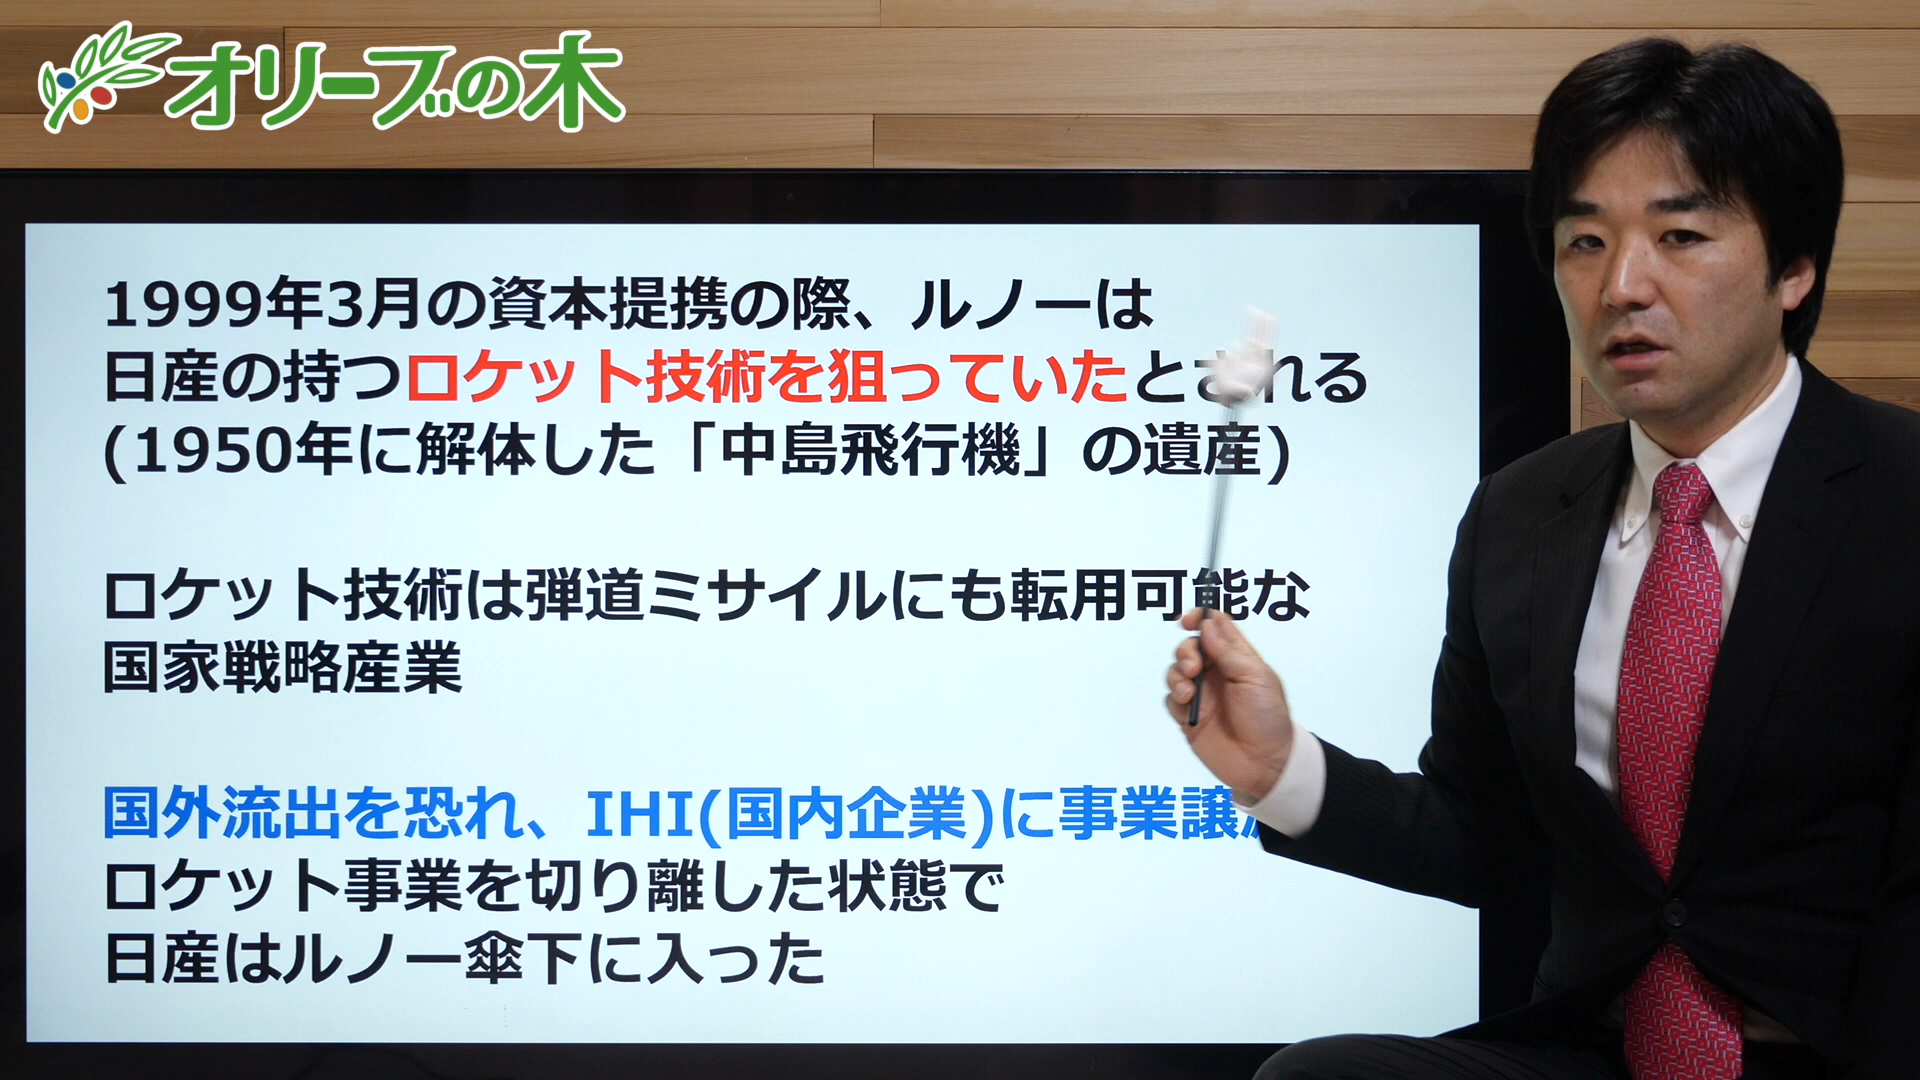 オリーブの木
1999年3月の資本提携の際、ルノーは
日産の持つロケット技術を狙っていたとされる
(1950年に解体した「中島飛行機」の遺産)
ロケット技術は弾道ミサイルにも転用可能な
国家戦略産業
国外流出を恐れ、IHI(国内企業)に事業譲
ロケット事業を切り離した状態で
日産はルノー傘下に入った